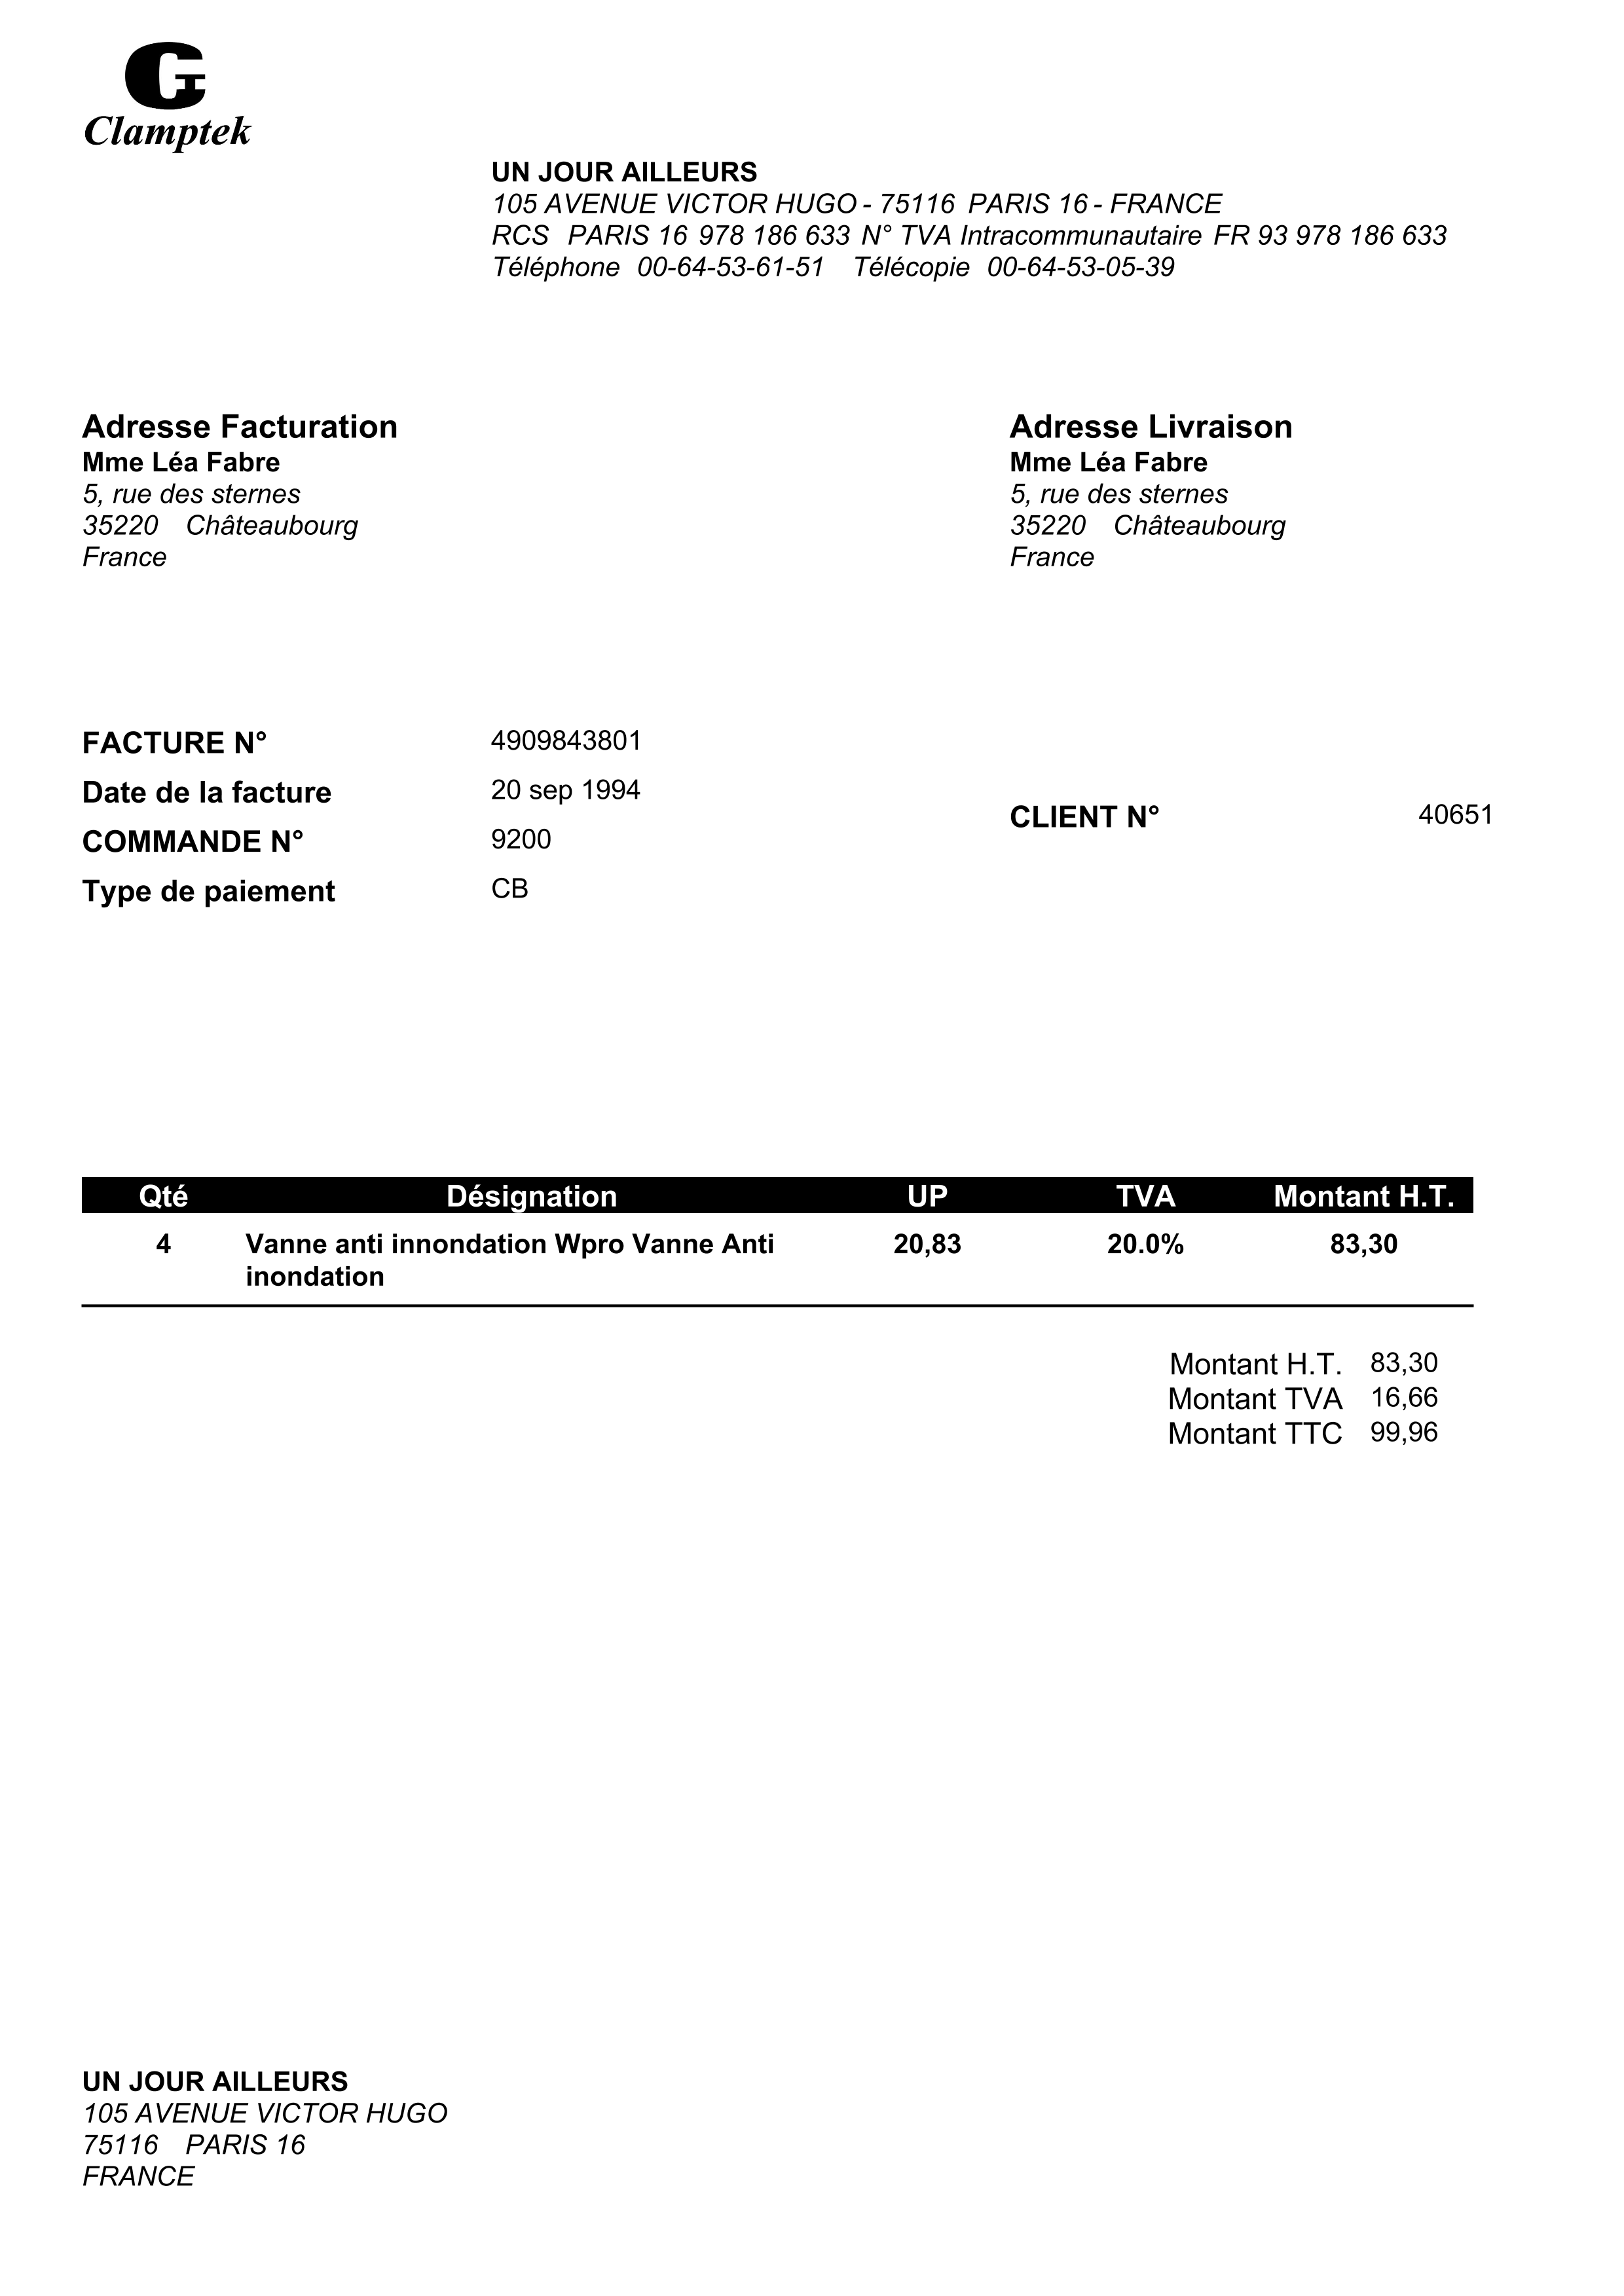 Clamptek
UN JOUR AILLEURS
105 AVENUE VICTOR HUGO - 75116 PARIS 16 - FRANCE
RCS PARIS 16 978 186 633 N° TVA Intracommunautaire FR 93 978 186 633
Téléphone 00-64-53-61-51 Télécopie 00-64-53-05-39
Adresse Facturation
Mme Léa Fabre
5, rue des sternes
35220 Châteaubourg
France
Adresse Livraison
Mme Léa Fabre
5, rue des sternes
35220 Châteaubourg
France
FACTURE N° 4909843801
Date de la facture 20 sep 1994
COMMANDE N° 9200
Type de paiement CB
CLIENT N° 40651
Qté Désignation UP TVA Montant H.T.
4 Vanne anti innondation Wpro Vanne Anti 20,83 20.0% 83,30
inondation
Montant H.T. 83,30
Montant TVA 16,66
Montant TTC 99,96
UN JOUR AILLEURS
105 AVENUE VICTOR HUGO
75116 PARIS 16
FRANCE